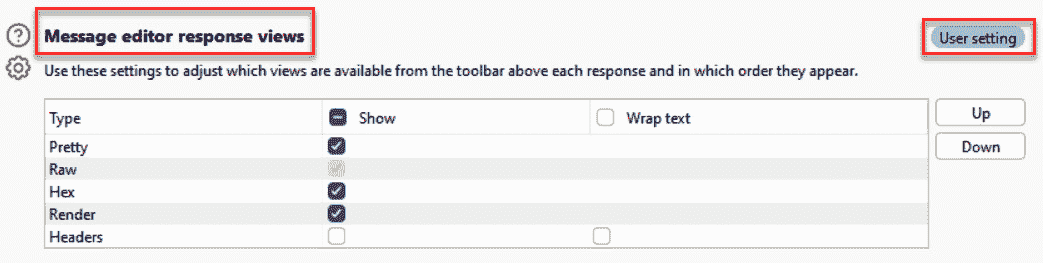 Message editor response views
User setting
Use these settings to adjust which views are available from the toolbar above each response and in which order they appear.
Type Show Wrap text
Up
Pretty
Down
Raw
Hex
Render
Headers